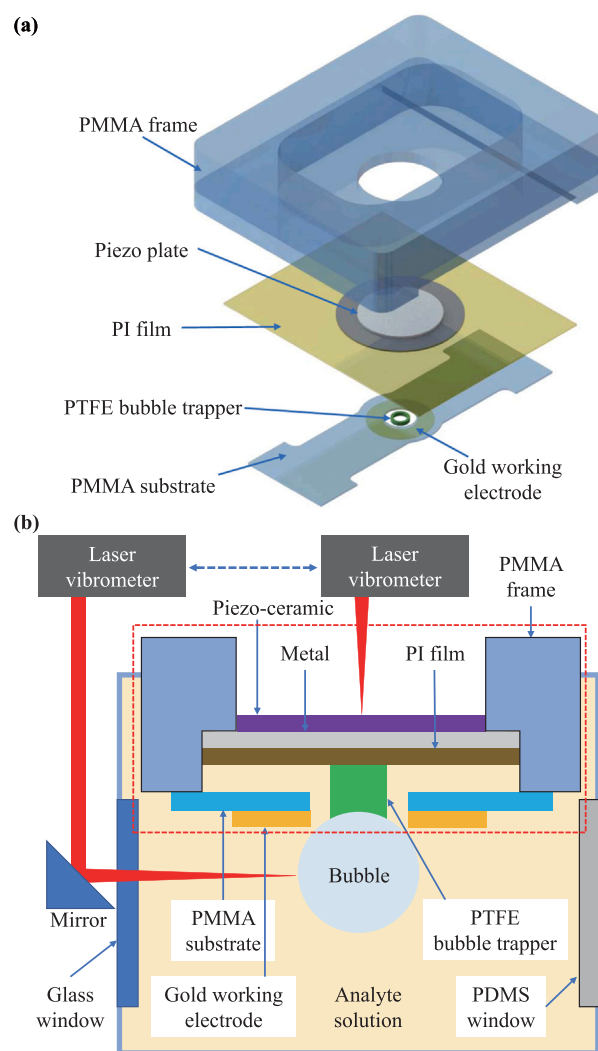 (a)
PMMA frame
Piezo plate
PI film
PTFE bubble trapper
PMMA substrate
Gold working
electrode
(b)
Laser
vibrometer
Laser
vibrometer
PMMA
frame
Piezo-ceramic
Metal
PI film
Bubble
Mirror
PMMA
substrate
PTFE
bubble trapper
Glass
window
Gold working
electrode
Analyte
solution
PDMS
window